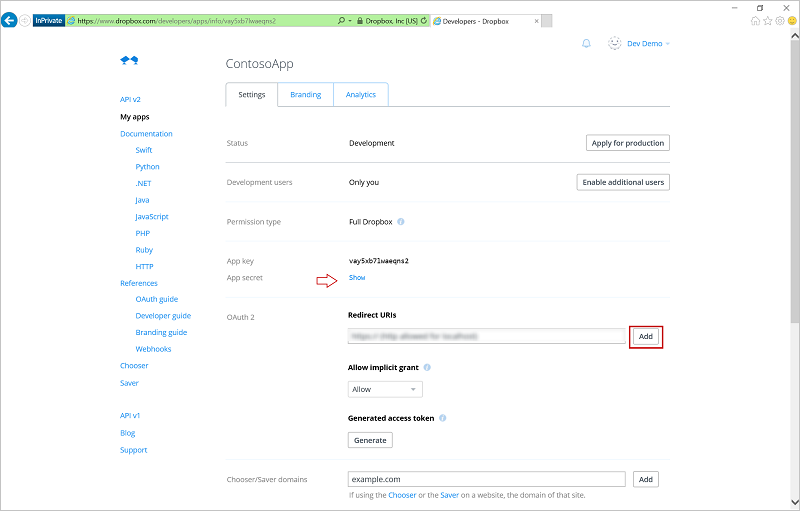 InPrivate https://www.dropbox.com/developers/apps/info/vay5xb7lwaeqns2 Dropbox, Inc [US] Developers - Dropbox
Dev Demo
ContosoApp
Settings Branding Analytics
API v2
My apps
Documentation
Swift
Python
.NET
Java
JavaScript
PHP
Ruby
HTTP
References
OAuth guide
Developer guide
Branding guide
Webhooks
Chooser
Saver
API v1
Blog
Support
Status Development Apply for production
Development users Only you Enable additional users
Permission type Full Dropbox
App key vay5xb7lwaeqns2
App secret Show
OAuth 2 Redirect URIs
https:// (http allowed for localhost) Add
Allow implicit grant
Allow
Generated access token
Generate
Chooser/Saver domains example.com Add
If using the Chooser or the Saver on a website, the domain of that site.